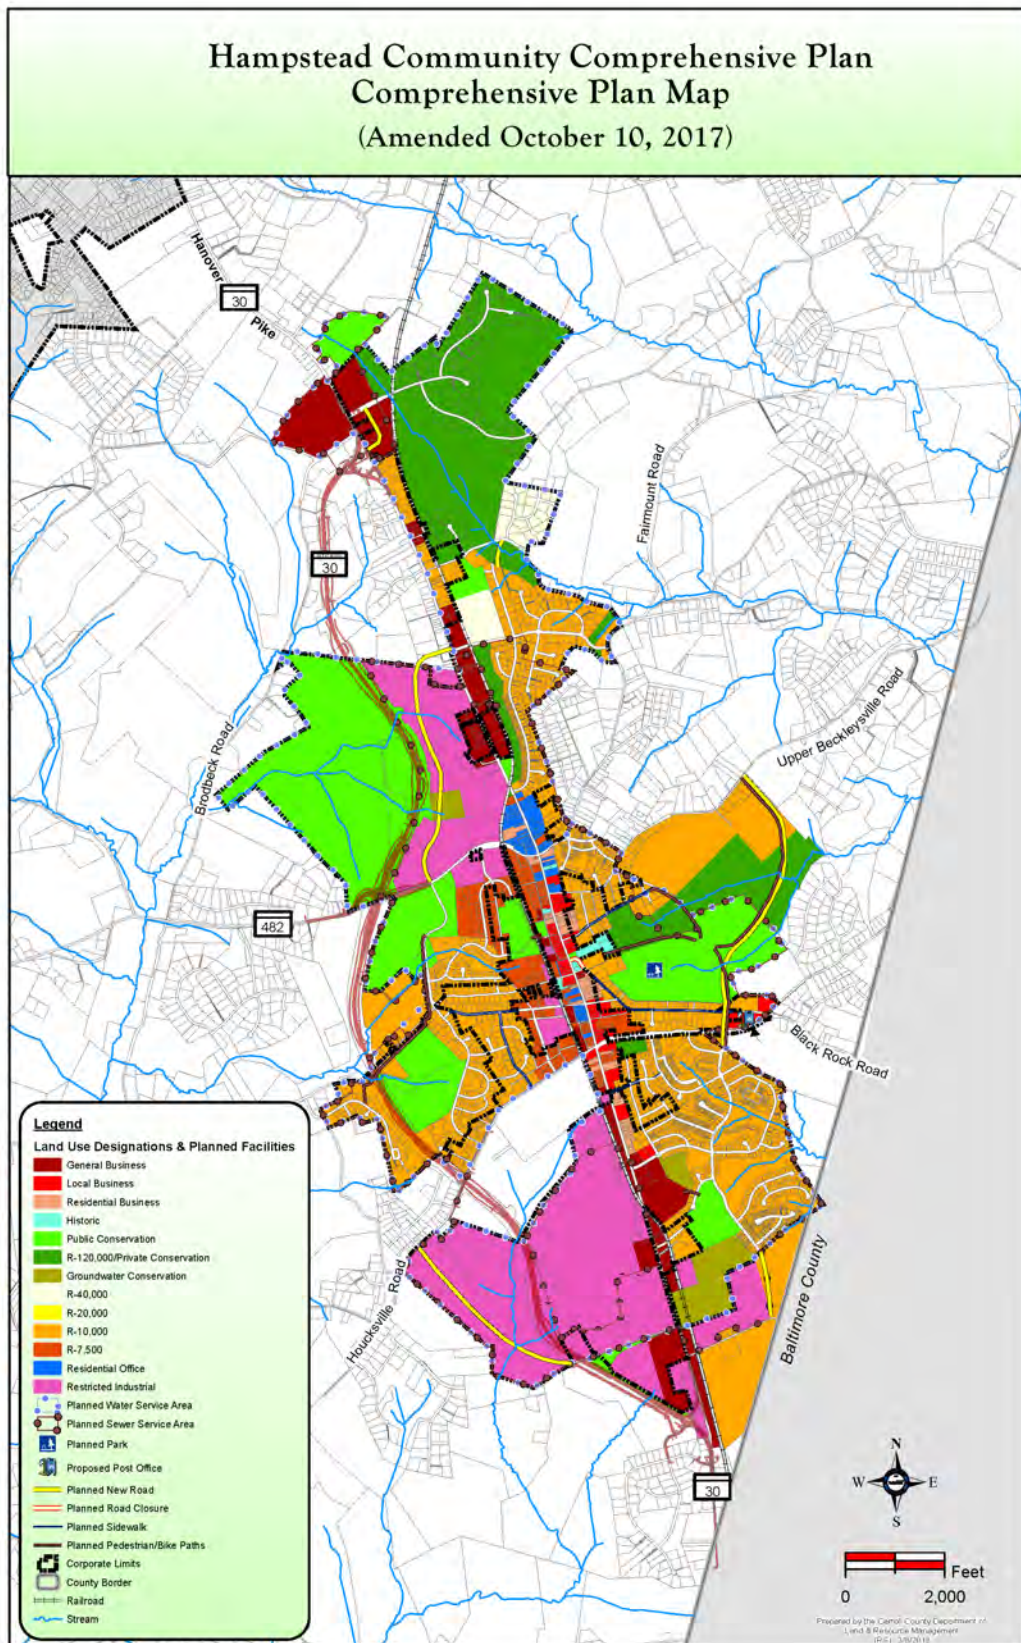 Hampstead Community Comprehensive Plan
Comprehensive Plan Map
(Amended October 10, 2017)
Hanover
Pike
30
Fairmount Road
30
Upper Beckleysville Road
Brodbeck Road
482
Black Rock Road
Houcksville Road
Baltimore County
30
Legend
Land Use Designations & Planned Facilities
General Business
Local Business
Residential Business
Historic
Public Conservation
R-120,000/Private Conservation
Groundwater Conservation
R-40,000
R-20,000
R-10,000
R-7,500
Residential Office
Restricted Industrial
Planned Water Service Area
Planned Sewer Service Area
Planned Park
Proposed Post Office
Planned New Road
Planned Road Closure
Planned Sidewalk
Planned Pedestrian/Bike Paths
Corporate Limits
County Border
Railroad
Stream
N
W E
S
Feet
0 2,000
Prepared by the Carroll County Department of
Land & Resource Management